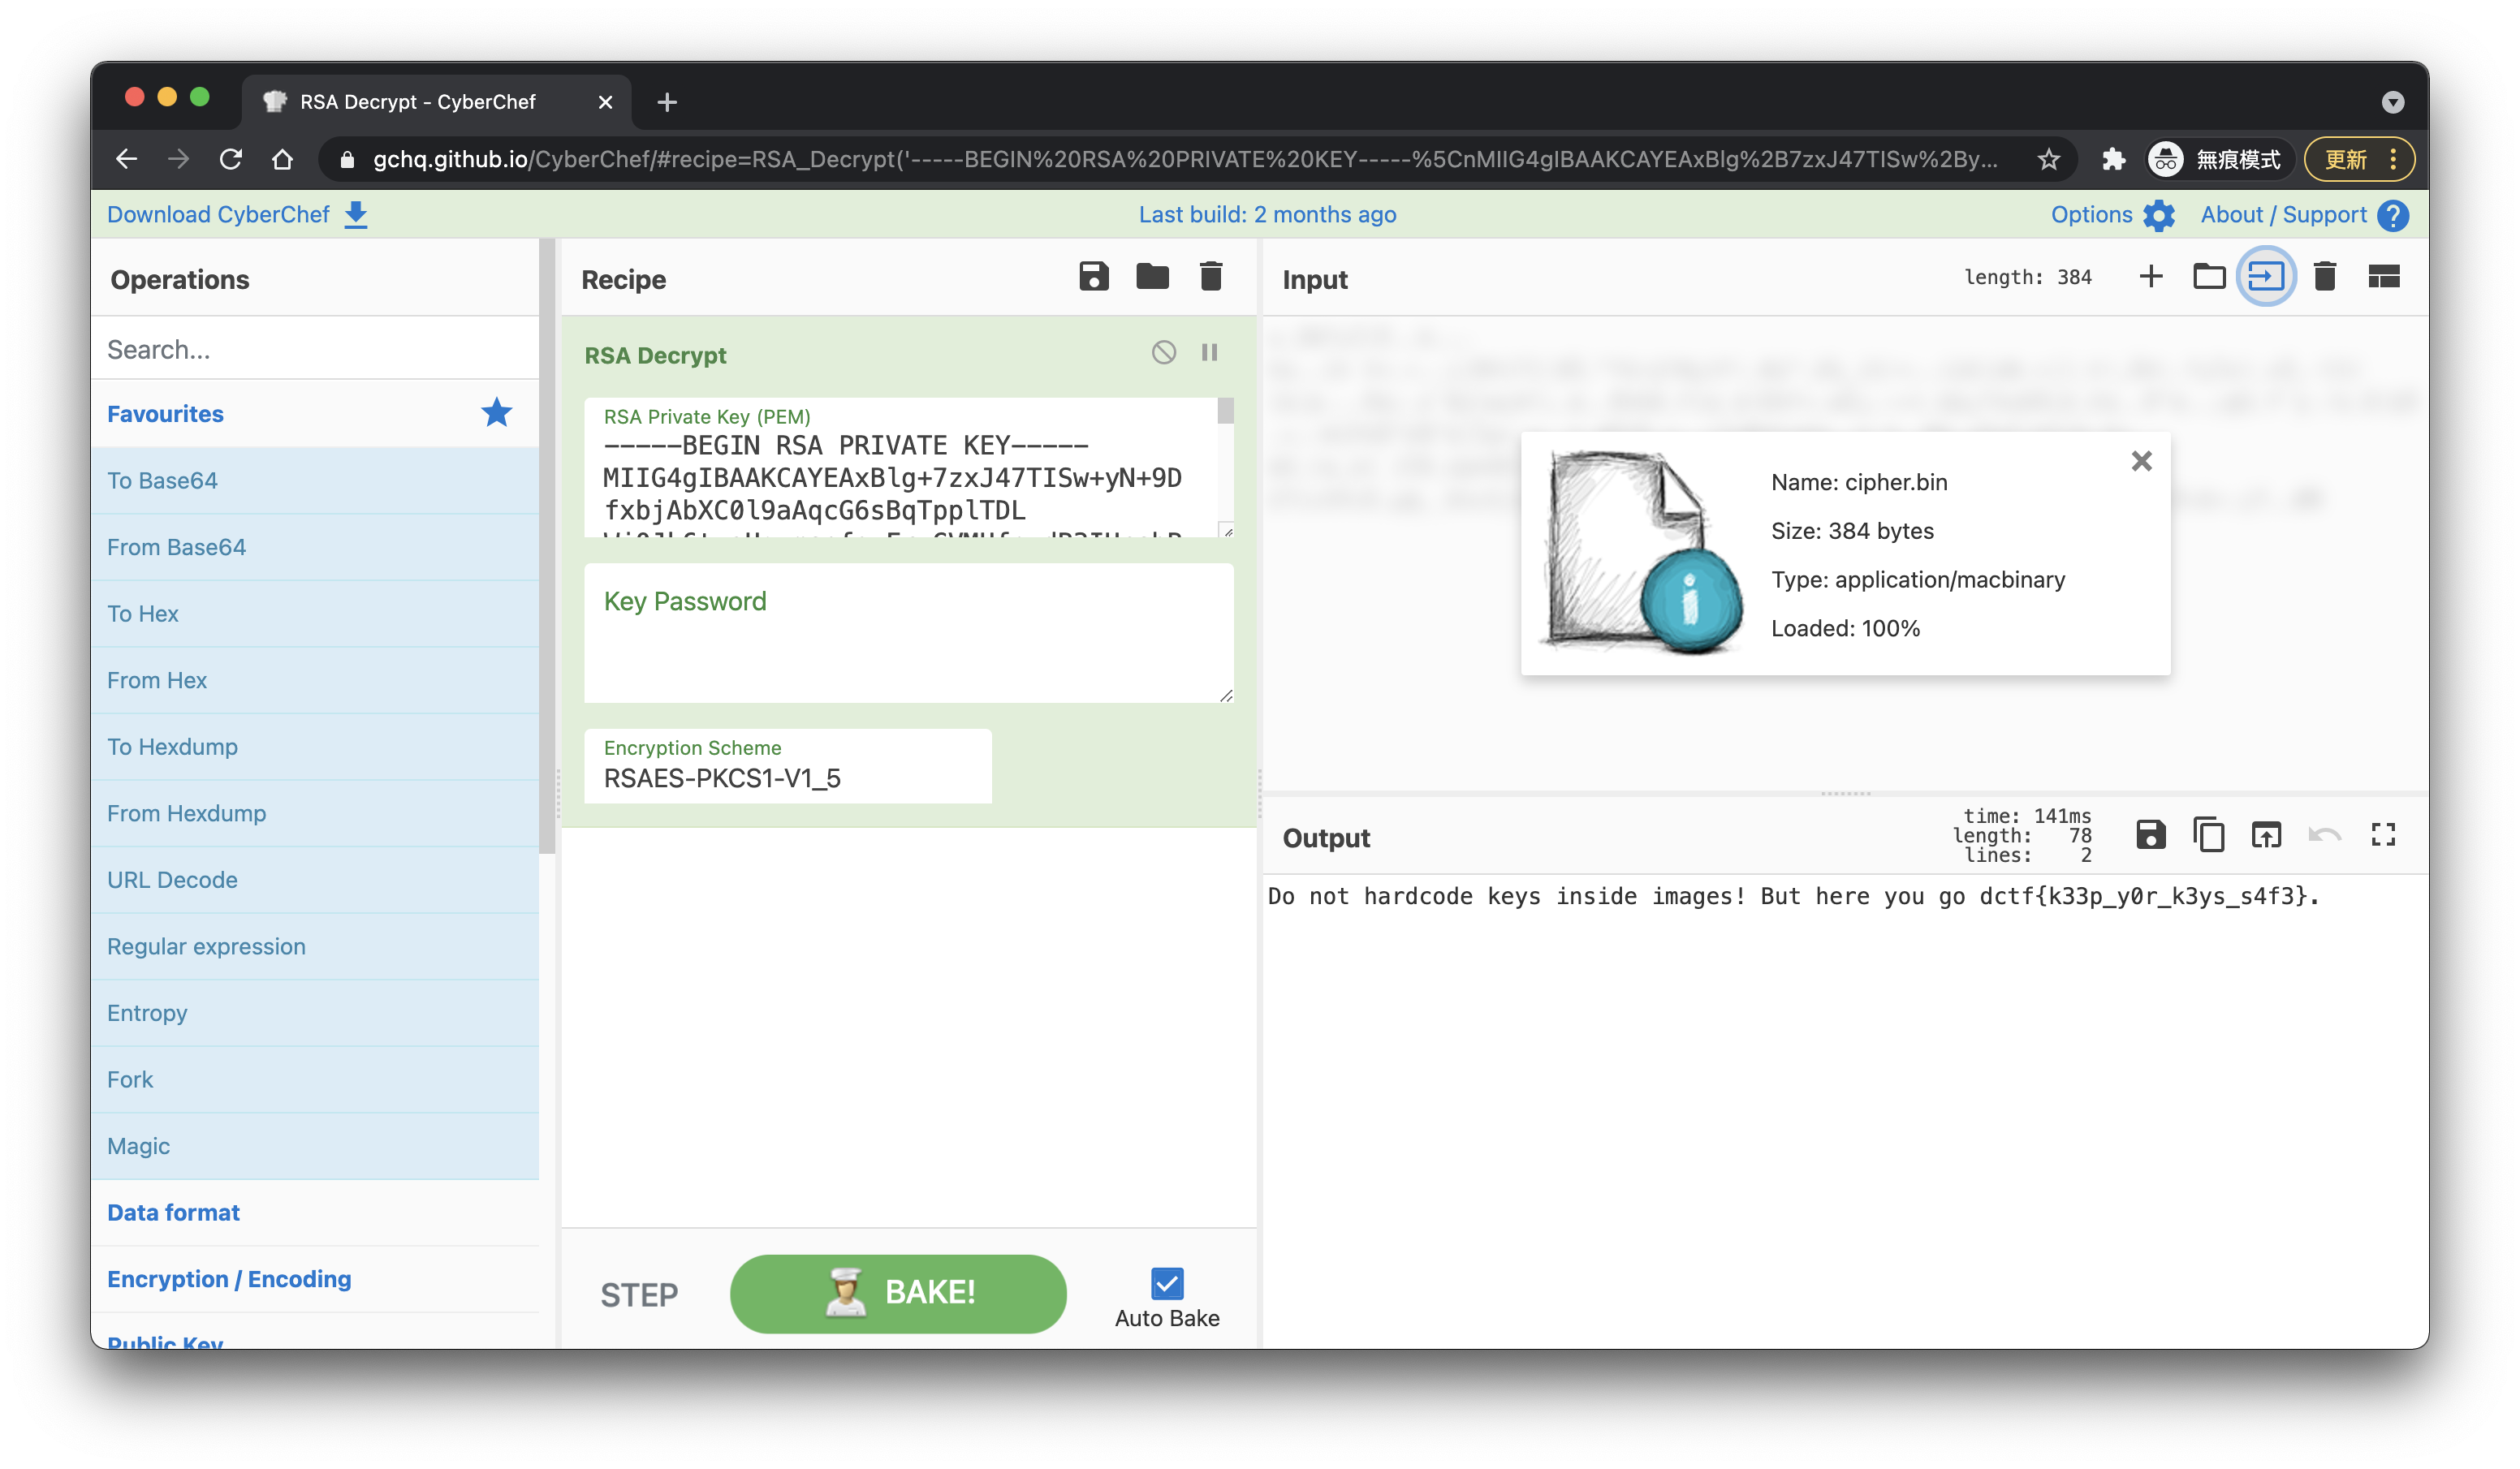 RSA Decrypt - CyberChef
gchq.github.io/CyberChef/#recipe=RSA_Decrypt('-----BEGIN%20RSA%20PRIVATE%20KEY-----%5CnMIIG4gIBAAKCAYEAxBlg%2B7zxJ47TISw%2By...
無痕模式
更新
Download CyberChef
Last build: 2 months ago
Options
About / Support
Operations
Search...
Favourites
To Base64
From Base64
To Hex
From Hex
To Hexdump
From Hexdump
URL Decode
Regular expression
Entropy
Fork
Magic
Data format
Encryption / Encoding
Public Key
Recipe
RSA Decrypt
RSA Private Key (PEM)
-----BEGIN RSA PRIVATE KEY-----
MIIG4gIBAAKCAYEAxBlg+7zxJ47TISw+yN+9D
fxbjAbXC0l9aAqcG6sBqTpplTDL
Key Password
Encryption Scheme
RSAES-PKCS1-V1_5
STEP
BAKE!
Auto Bake
Input
length: 384
Name: cipher.bin
Size: 384 bytes
Type: application/macbinary
Loaded: 100%
Output
time: 141ms
length: 78
lines: 2
Do not hardcode keys inside images! But here you go dctf{k33p_y0r_k3ys_s4f3}.